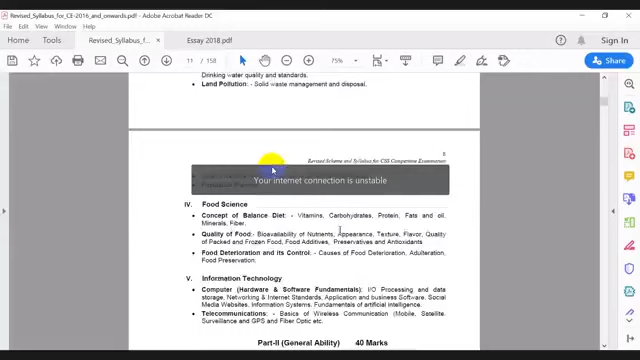 Revised_Syllabus_for_CE-2016_and_onwards.pdf - Adobe Acrobat Reader DC
Home Tools Revised_Syllabus_for_... × Essay 2018.pdf Sign In
11 / 158 75% Share
Drinking water quality and standards.
• Land Pollution: - Solid waste management and disposal.
8
Revised Scheme and Syllabus for CSS Competitive Examination
Your internet connection is unstable
IV. Food Science
• Concept of Balance Diet: - Vitamins, Carbohydrates, Protein, Fats and oil,
Minerals, Fiber.
• Quality of Food:- Bioavailability of Nutrients, Appearance, Texture, Flavor, Quality
of Packed and Frozen Food, Food Additives, Preservatives and Antioxidants
• Food Deterioration and its Control. - Causes of Food Deterioration, Adulteration,
Food Preservation.
V. Information Technology
• Computer (Hardware & Software Fundamentals): I/O Processing and data
storage, Networking & Internet Standards, Application and business Software, Social
Media Websites. Information Systems. Fundamentals of artificial intelligence.
• Telecommunications: - Basics of Wireless Communication (Mobile, Satellite,
Surveillance and GPS and Fiber Optic etc.
Part-II (General Ability) 40 Marks